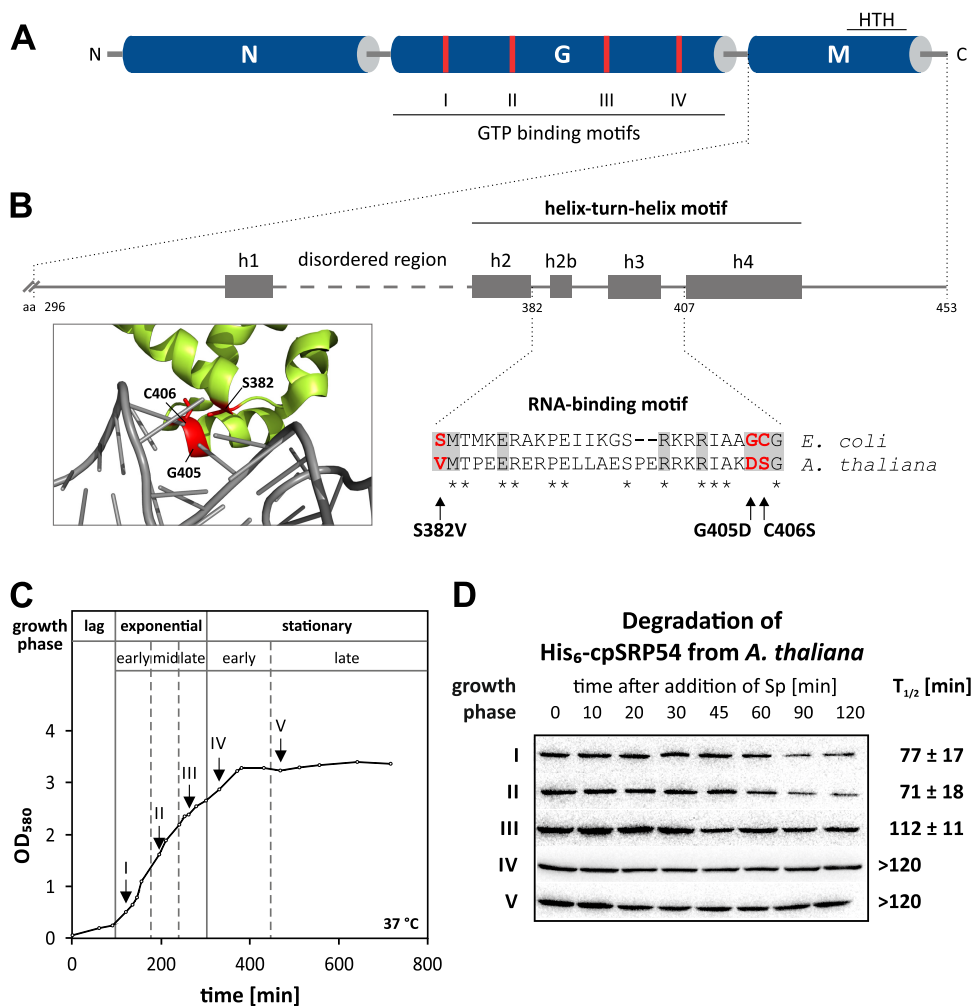 A
N
N
G
M
HTH
C
I II III IV
GTP binding motifs
B
helix-turn-helix motif
h1
disordered region
h2
h2b
h3
h4
aa
296
382
407
453
C406
S382
G405
RNA-binding motif
SMTMKERAKPEIIKGS--RKRRIAAGCG E. coli
VMTPEERERPELLAESPERRKRIAKDSG A. thaliana
* * * * * * * * * * * *
S382V
G405D
C406S
C
growth phase
lag
exponential
stationary
early
mid
late
early
late
OD580
4
3
2
1
0
I
II
III
IV
V
37 °C
0 200 400 600 800
time [min]
D
Degradation of
His6-cpSRP54 from A. thaliana
growth phase
time after addition of Sp [min]
T1/2 [min]
0 10 20 30 45 60 90 120
I 77 ± 17
II 71 ± 18
III 112 ± 11
IV >120
V >120